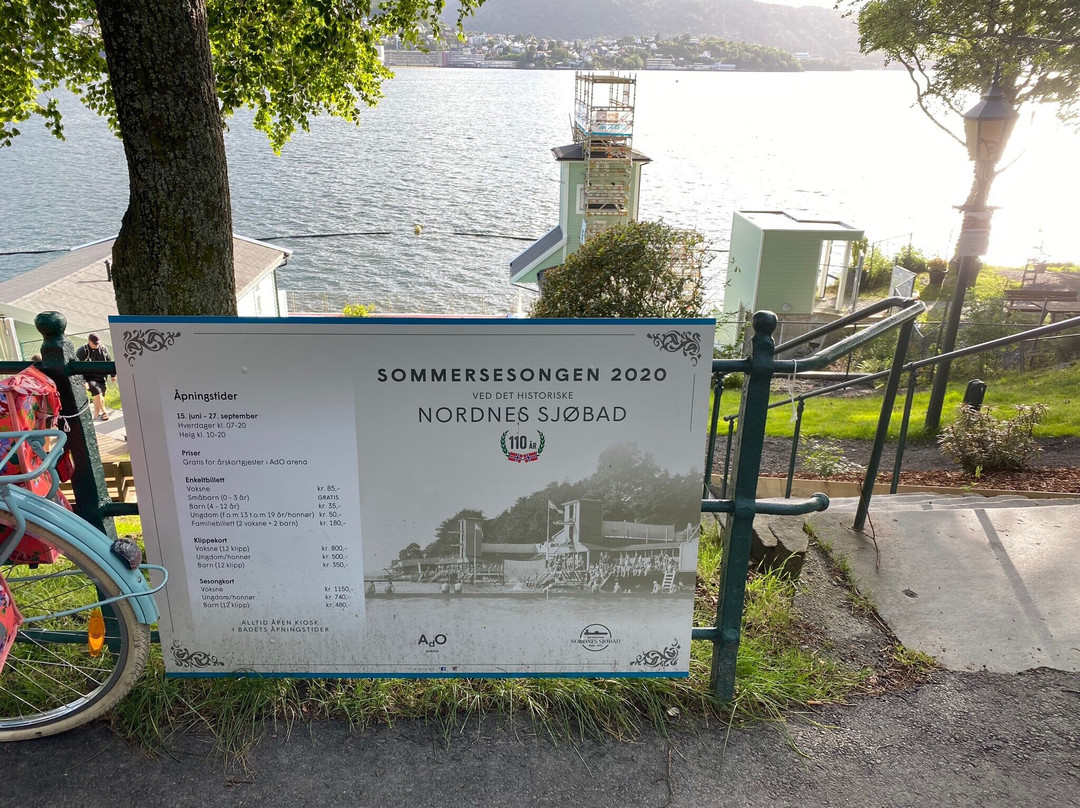 Åpningstider
15. juni - 27. september
Hverdager kl. 07-20
Helg kl. 10-20
Priser
Gratis for årskortgjester i AdO arena
Enkeltbillett
Voksne kr. 85,-
Småbarn (0 - 3 år) GRATIS
Barn (4 - 12 år) kr. 35,-
Ungdom (f.o.m 13 t.o.m 19 år/honnør) kr. 50,-
Familiebillett (2 voksne + 2 barn) kr. 180,-
Klippekort
Voksne (12 klipp) kr. 800,-
Ungdom/honnør kr. 500,-
Barn (12 klipp) kr. 350,-
Sesongkort
Voksne kr. 1150,-
Ungdom/honnør kr. 740,-
Barn (12 klipp) kr. 480,-
ALLTID ÅPEN KIOSK
I BADETS ÅPNINGSTIDER
SOMMERSESONGEN 2020
VED DET HISTORISKE
NORDNES SJØBAD
110 ÅR
AdO
arena
NORDNES SJØBAD